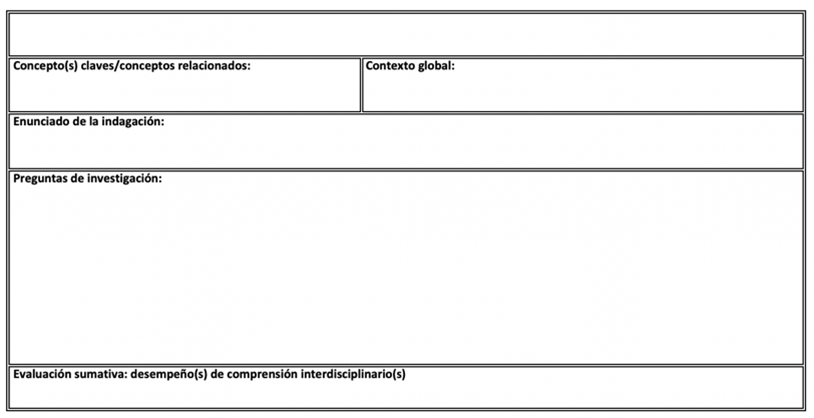 Concepto(s) claves/conceptos relacionados:
Contexto global:
Enunciado de la indagación:
Preguntas de investigación:
Evaluación sumativa: desempeño(s) de comprensión interdisciplinario(s)